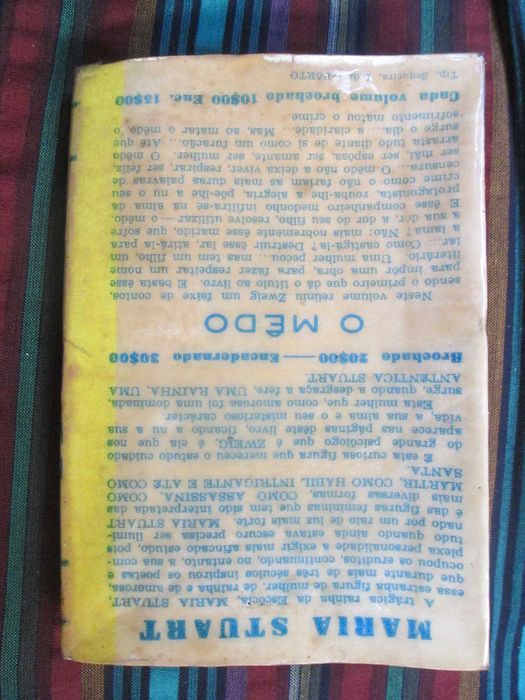 MARIA STUART
A trágica rainha da Escócia, MARIA STUART,
essa estranha figura de mulher, de rainha e de amorosa,
que durante mais de três séculos inspirou os poetas e
ocupou os eruditos, continuando, no entanto, a sua com-
plexa personalidade a exigir mais aficado estudo, pois
tudo quanto ainda estava escuro precisa ser ilumi-
nado por um raio de luz mais forte. MARIA STUART
é das figuras femininas que tem sido interpretada das
mais diversas formas, COMO ASSASSINA, COMO
MARTIR, COMO HABIL INTRIGANTE E ATÉ COMO
SANTA.
E esta curiosa figura que mereceu o estudo cuidado
do grande psicólogo que é ZWEIG, é ela que nos
aparece nas páginas dêste livro, ficando a nu a sua
vida, a sua alma e o seu misterioso carácter.
Esta mulher que, como amorosa, foi uma dominada,
surge, quando a desgraça a fere, UMA RAINHA, UMA
AUTÊNTICA STUART.
Brochado 20$00 — Encadernado 30$00
O MÊDO
Neste volume reüniu Zweig um feixe de contos,
sendo o primeiro que dá o título ao livro. E basta êsse
para impôr uma obra, para fazer respeitar um nome
literário. Uma mulher pecou... mas tem um filho, um
lar... Como castigá-la? Destruir êsse lar, atirá-la para
a lama? Não; mais nobremente êsse marido, que sofre
a sua dor, a dor do seu filho, resolve utilizar — o mêdo.
E êsse companheiro medonho infiltra-se na alma da
protagonista, rouba-lhe a alegria, põe-lhe a nu o seu
crime como o não fariam as mais duras palavras de
censura... O mêdo não a deixa viver, respirar, ser feliz,
ser mãi, ser esposa, ser amante, ser mulher. O mêdo
arrasta tudo diante de si como um furacão... Até que
surge o dia... a claridade... Mas, ao matar o mêdo, o
sofrimento matou o crime.
Cada volume brochado 10$00 Enc. 15$00
Tip. Sequeira, L.da — PÔRTO